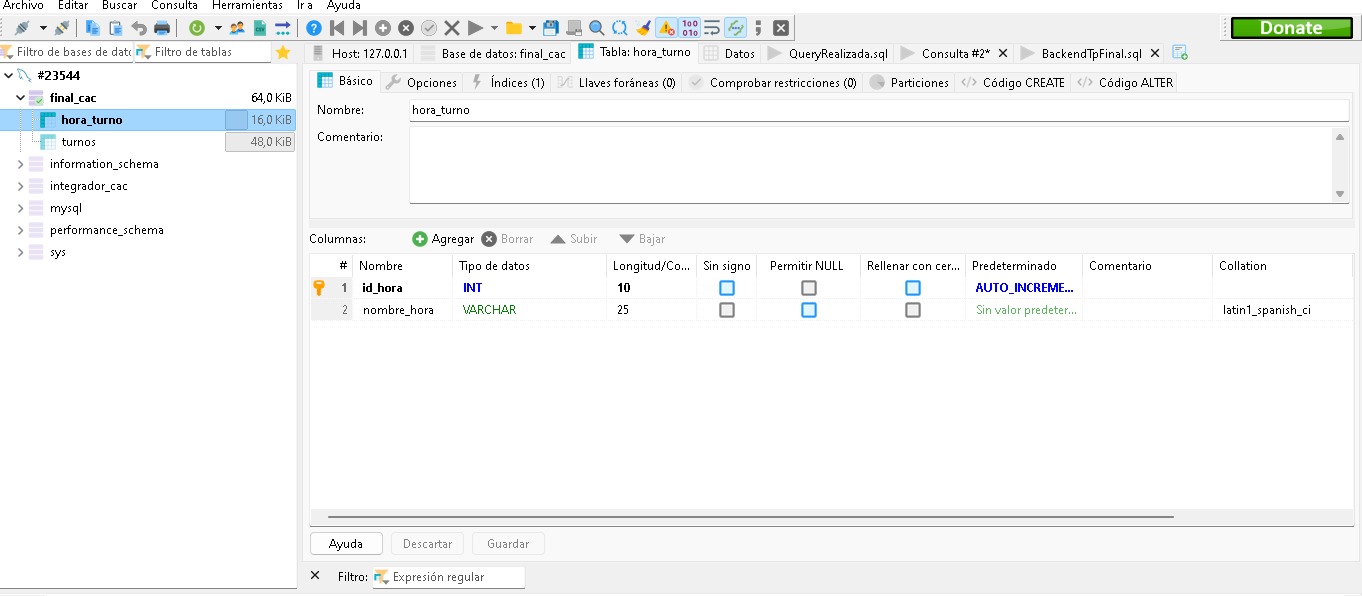 Archivo Editar Buscar Consulta Herramientas Ir a Ayuda
Donate
Filtro de bases de dato Filtro de tablas
Host: 127.0.0.1 Base de datos: final_cac Tabla: hora_turno Datos QueryRealizada.sql Consulta #2* BackendTpFinal.sql
#23544
final_cac 64,0 KiB
hora_turno 16,0 KiB
turnos 48,0 KiB
information_schema
integrador_cac
mysql
performance_schema
sys
Básico Opciones Índices (1) Llaves foráneas (0) Comprobar restricciones (0) Particiones Código CREATE Código ALTER
Nombre: hora_turno
Comentario:
Columnas: Agregar Borrar Subir Bajar
# Nombre Tipo de datos Longitud/Co... Sin signo Permitir NULL Rellenar con cer... Predeterminado Comentario Collation
1 id_hora INT 10 AUTO_INCREME...
2 nombre_hora VARCHAR 25 Sin valor predeter... latin1_spanish_ci
Ayuda Descartar Guardar
Filtro: Expresión regular